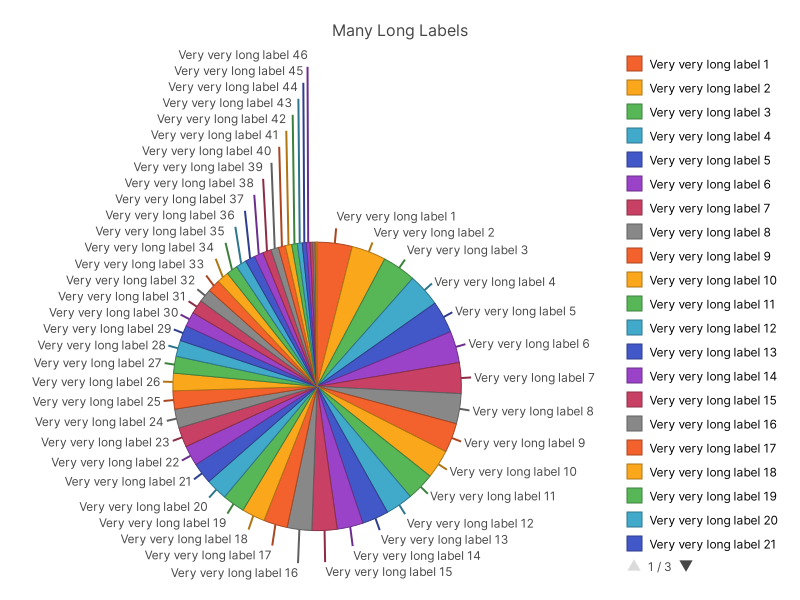 Many Long Labels
Very very long label 46
Very very long label 45
Very very long label 44
Very very long label 43
Very very long label 42
Very very long label 41
Very very long label 40
Very very long label 39
Very very long label 38
Very very long label 37
Very very long label 36
Very very long label 35
Very very long label 34
Very very long label 33
Very very long label 32
Very very long label 31
Very very long label 30
Very very long label 29
Very very long label 28
Very very long label 27
Very very long label 26
Very very long label 25
Very very long label 24
Very very long label 23
Very very long label 22
Very very long label 21
Very very long label 20
Very very long label 19
Very very long label 18
Very very long label 17
Very very long label 16
Very very long label 1
Very very long label 2
Very very long label 3
Very very long label 4
Very very long label 5
Very very long label 6
Very very long label 7
Very very long label 8
Very very long label 9
Very very long label 10
Very very long label 11
Very very long label 12
Very very long label 13
Very very long label 14
Very very long label 15
Very very long label 1
Very very long label 2
Very very long label 3
Very very long label 4
Very very long label 5
Very very long label 6
Very very long label 7
Very very long label 8
Very very long label 9
Very very long label 10
Very very long label 11
Very very long label 12
Very very long label 13
Very very long label 14
Very very long label 15
Very very long label 16
Very very long label 17
Very very long label 18
Very very long label 19
Very very long label 20
Very very long label 21
1 / 3